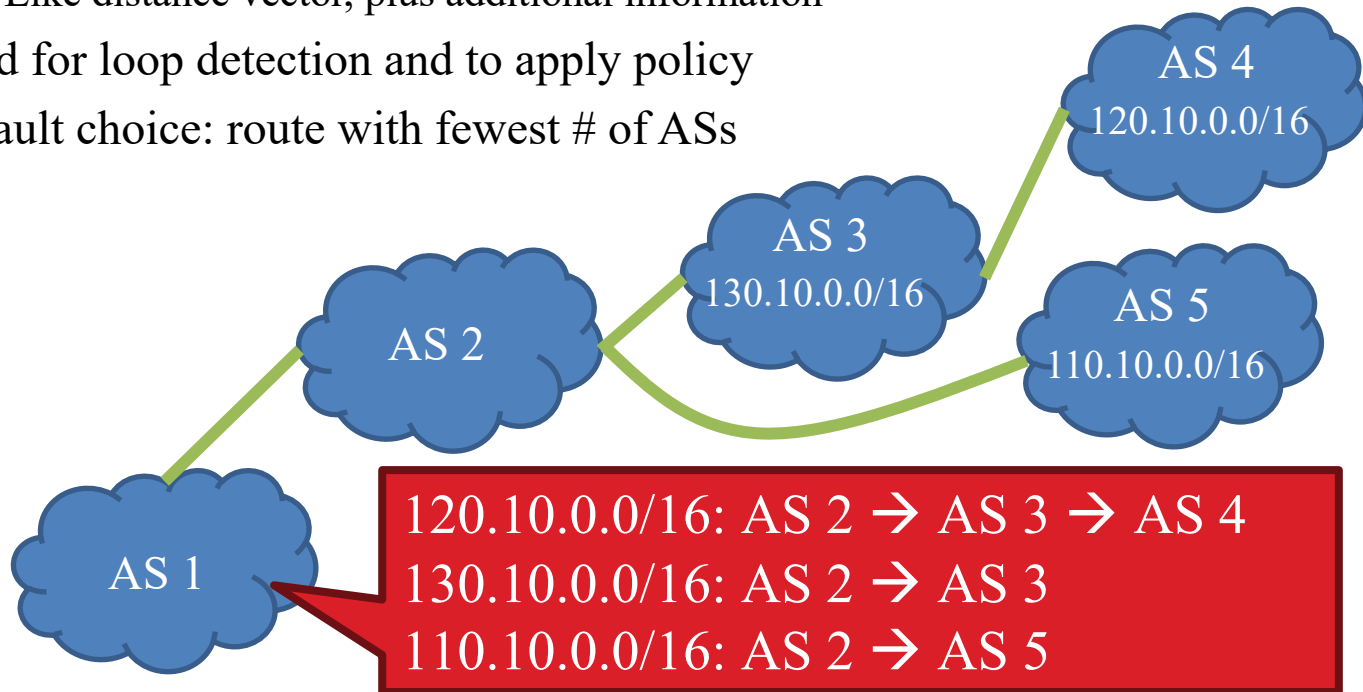 Like distance vector, plus additional information
d for loop detection and to apply policy
ault choice: route with fewest # of ASs
AS 4
120.10.0.0/16
AS 3
130.10.0.0/16
AS 5
110.10.0.0/16
AS 2
AS 1
120.10.0.0/16: AS 2 → AS 3 → AS 4
130.10.0.0/16: AS 2 → AS 3
110.10.0.0/16: AS 2 → AS 5